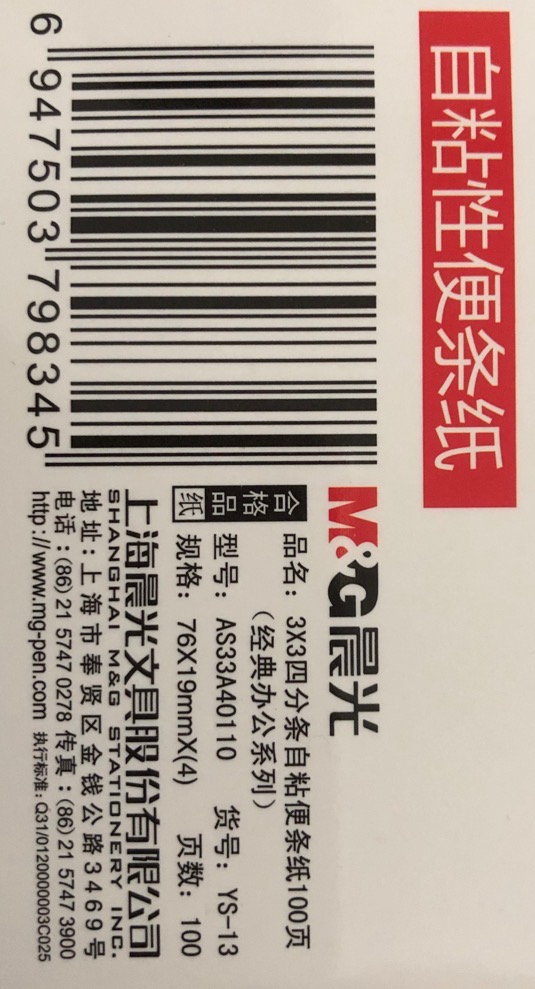 自粘性便条纸
M&G晨光
合格品
纸
品名：3X3四分条自粘便条纸100页
（经典办公系列）
型号：AS33A40110 货号：YS-13
规格：76X19mmX(4) 页数：100
上海晨光文具股份有限公司
SHANGHAI M&G STATIONERY INC.
地址：上海市奉贤区金钱公路3469号
电话：(86)21 5747 0278 传真：(86)21 5747 3900
http://www.mg-pen.com 执行标准：Q31/0120000003C025
6 947503 798345